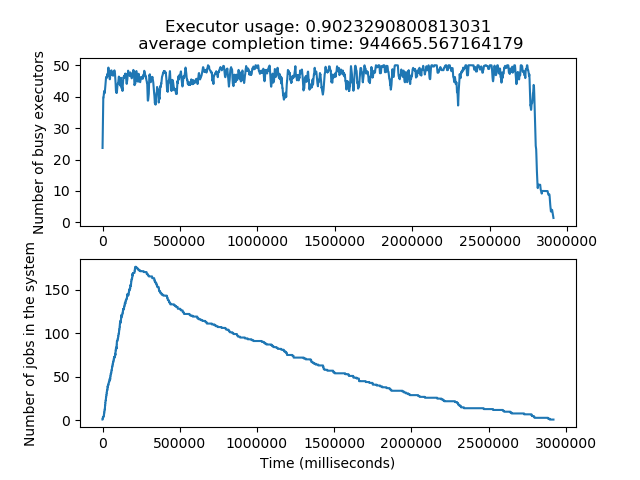 Executor usage: 0.9023290800813031
average completion time: 944665.567164179
Number of busy executors
50
40
30
20
10
0
0 500000 1000000 1500000 2000000 2500000 3000000
Number of jobs in the system
150
100
50
0
0 500000 1000000 1500000 2000000 2500000 3000000
Time (milliseconds)